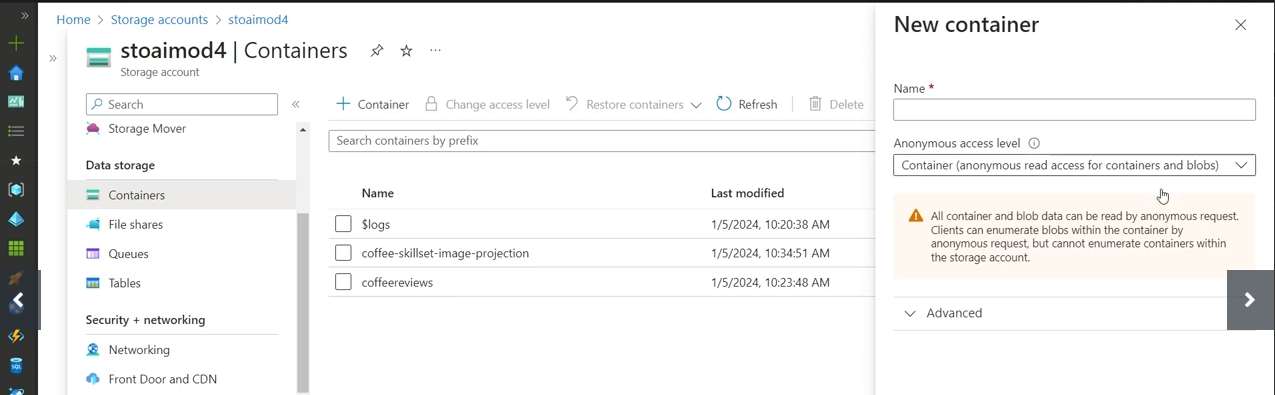 Home > Storage accounts > stoaimod4
stoaimod4 | Containers
Storage account
Search
Storage Mover
Data storage
Containers
File shares
Queues
Tables
Security + networking
Networking
Front Door and CDN
Container Change access level Restore containers Refresh Delete
Search containers by prefix
Name Last modified
$logs 1/5/2024, 10:20:38 AM
coffee-skillset-image-projection 1/5/2024, 10:34:51 AM
coffeereviews 1/5/2024, 10:23:48 AM
New container
Name *
Anonymous access level
Container (anonymous read access for containers and blobs)
All container and blob data can be read by anonymous request.
Clients can enumerate blobs within the container by
anonymous request, but cannot enumerate containers within
the storage account.
Advanced
SQL